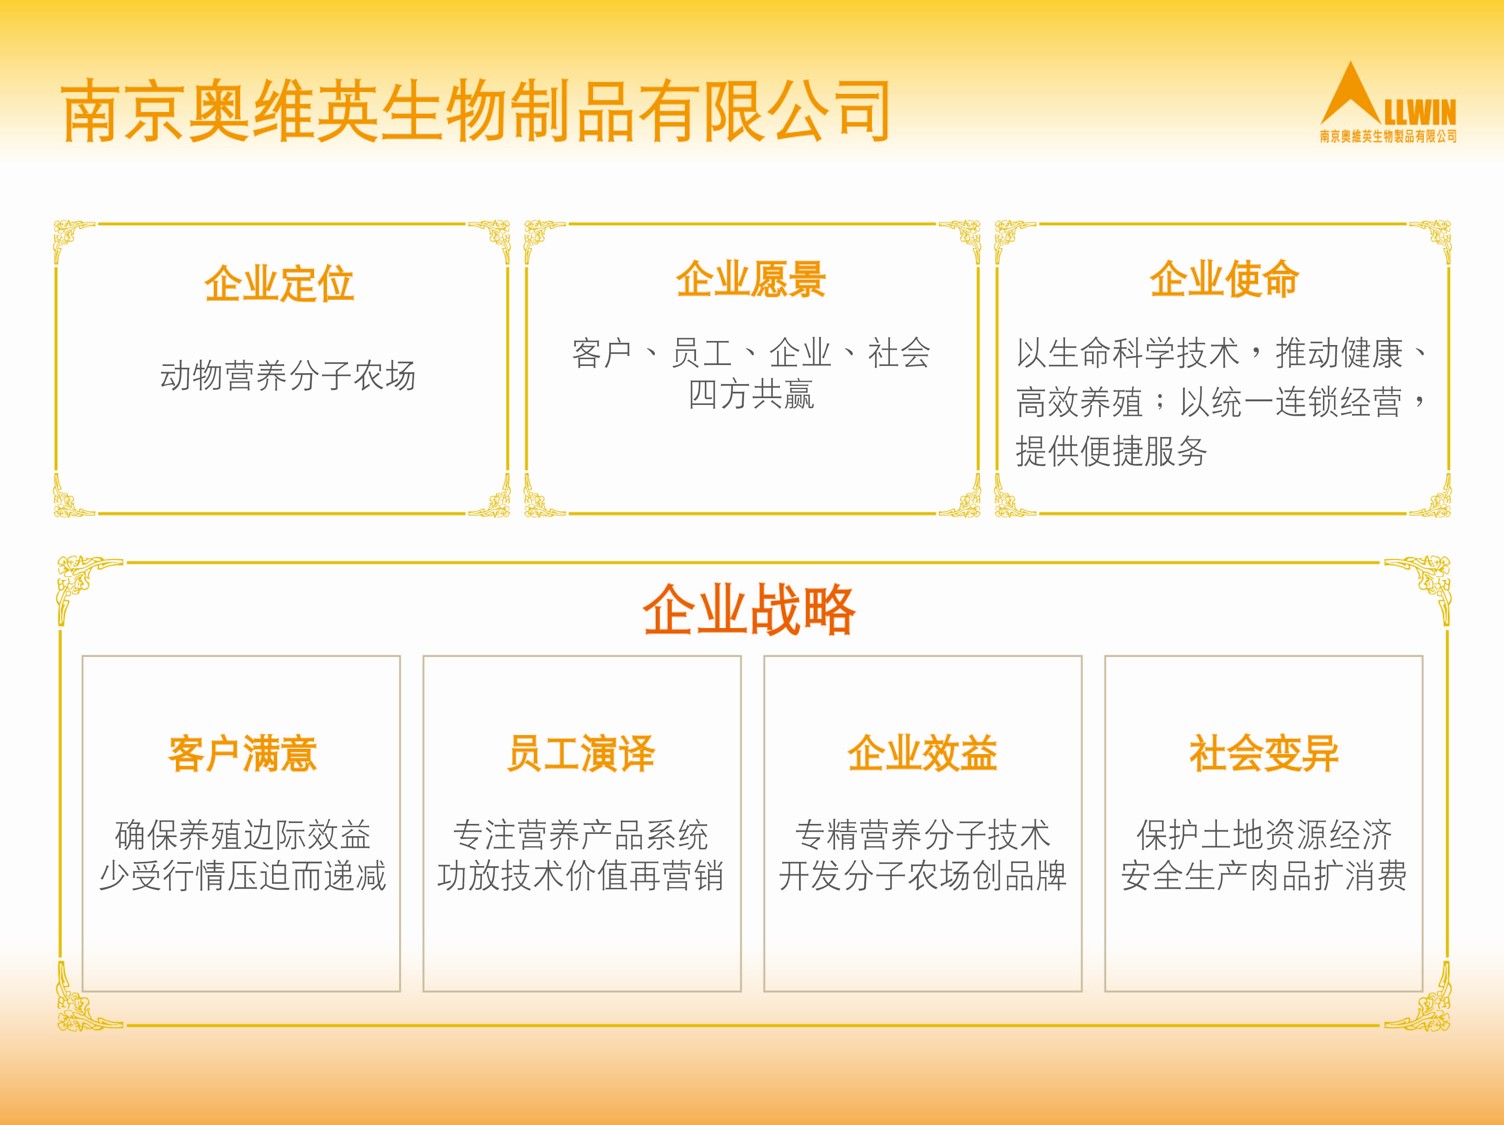 南京奥维英生物制品有限公司
ALLWIN
南京奥維英生物製品有限公司
企业定位
动物营养分子农场
企业愿景
客户、员工、企业、社会
四方共赢
企业使命
以生命科学技术，推动健康、
高效养殖；以统一连锁经营，
提供便捷服务
企业战略
客户满意
确保养殖边际效益
少受行情压迫而递减
员工演译
专注营养产品系统
功放技术价值再营销
企业效益
专精营养分子技术
开发分子农场创品牌
社会变异
保护土地资源经济
安全生产肉品扩消费